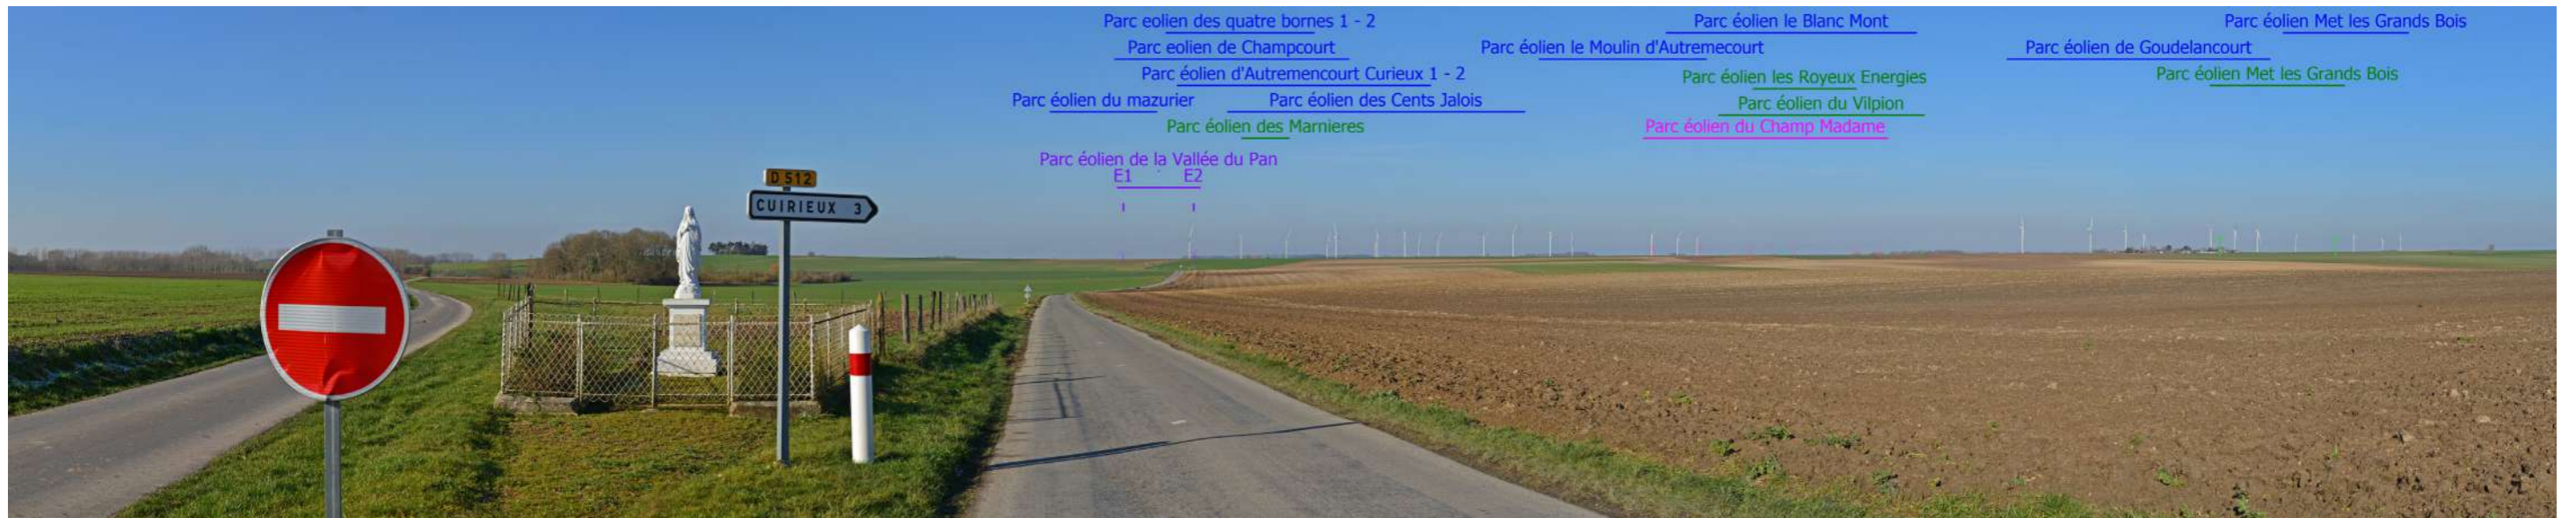 Parc eolien des quatre bornes 1 - 2
Parc éolien le Blanc Mont
Parc éolien Met les Grands Bois
Parc eolien de Champcourt
Parc éolien le Moulin d'Autremecourt
Parc éolien de Goudelancourt
Parc éolien d'Autremencourt Curieux 1 - 2
Parc éolien les Royeux Energies
Parc éolien Met les Grands Bois
Parc éolien du mazurier
Parc éolien des Cents Jalois
Parc éolien du Vilpion
Parc éolien des Marnieres
Parc éolien du Champ Madame
Parc éolien de la Vallée du Pan
E1
E2
D 512
CUIRIEUX 3